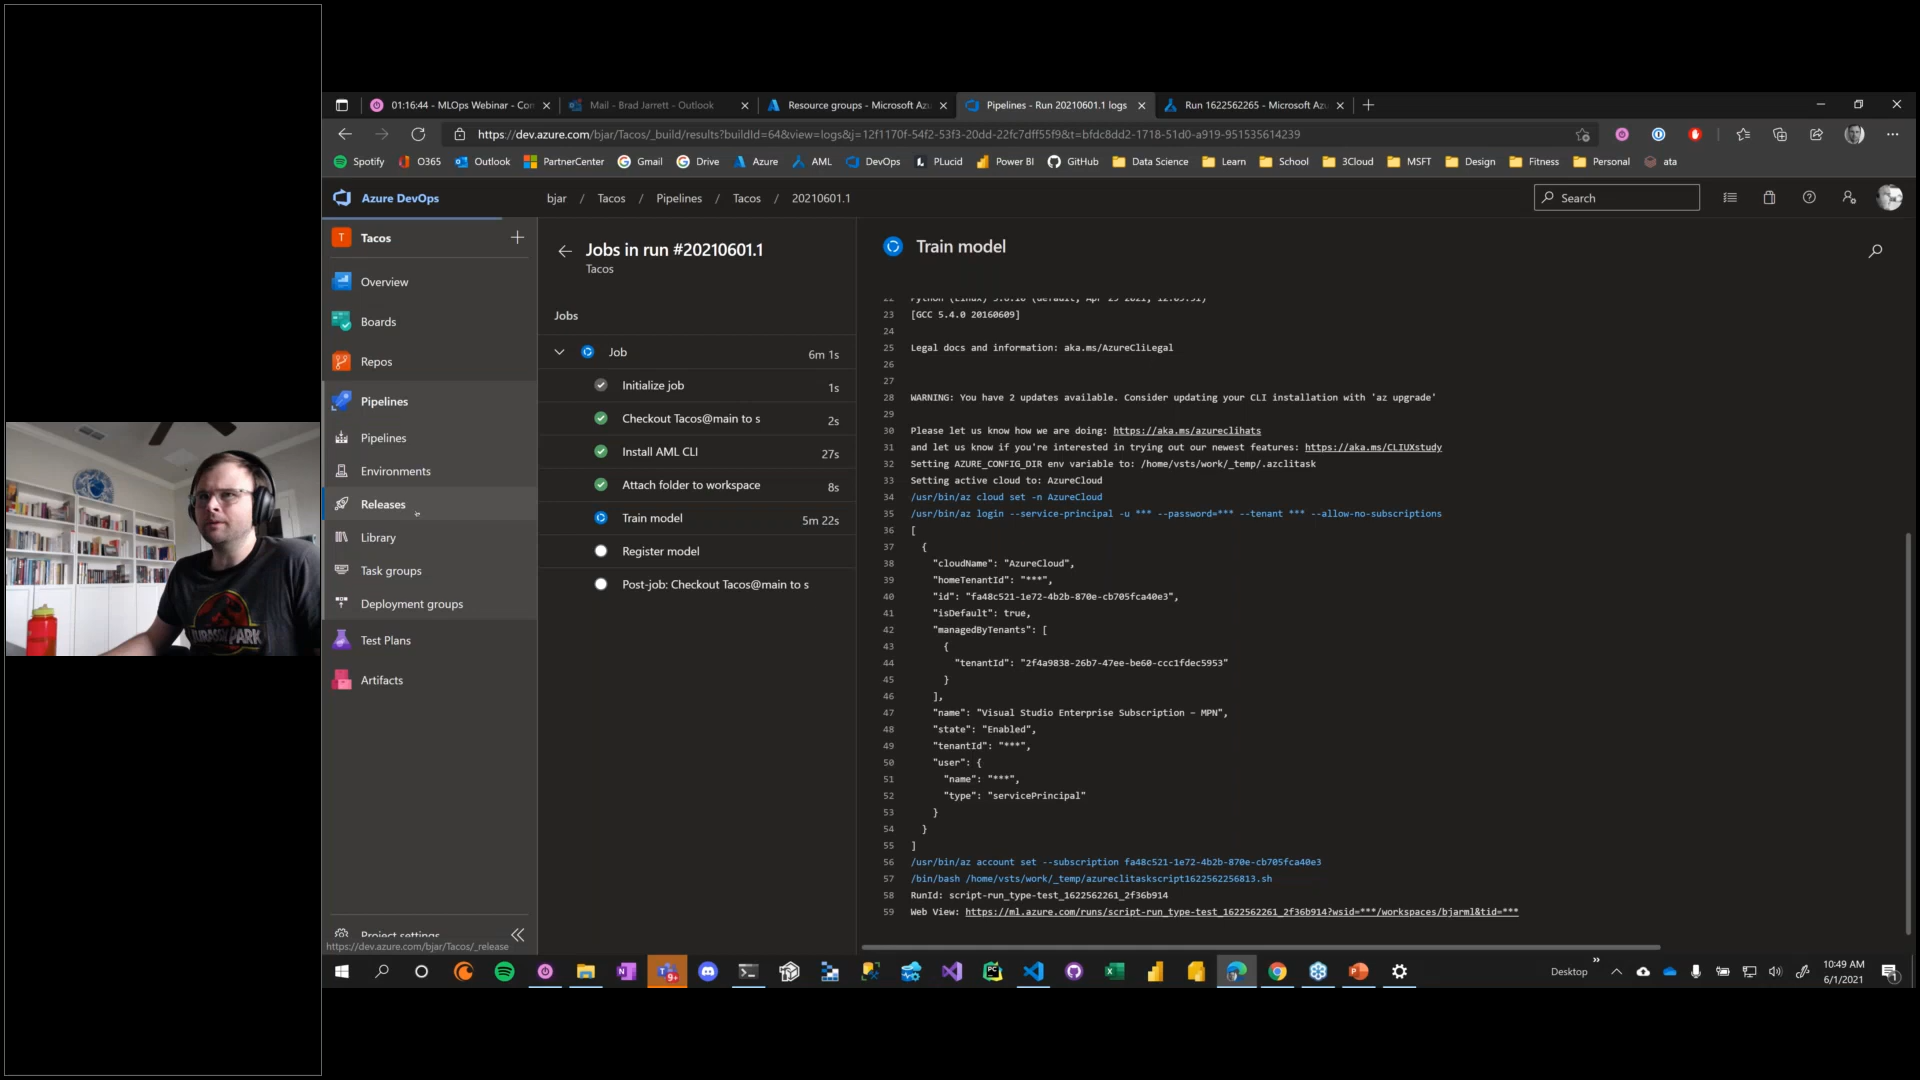 01:16:44 - MLOps Webinar - Con
Mail - Brad Jarrett - Outlook
Resource groups - Microsoft Azu
Pipelines - Run 20210601.1 logs
Run 1622562265 - Microsoft Azu
https://dev.azure.com/bjar/Tacos/_build/results?buildId=64&view=logs&j=12f1170f-54f2-53f3-20dd-22fc7dff55f9&t=bfdc8dd2-1718-51d0-a919-951535614239
Spotify O365 Outlook PartnerCenter Gmail Drive Azure AML DevOps PLucid Power BI GitHub Data Science Learn School 3Cloud MSFT Design Fitness Personal ata
Azure DevOps
bjar / Tacos / Pipelines / Tacos / 20210601.1
Search
T Tacos
Overview
Boards
Repos
Pipelines
Pipelines
Environments
Releases
Library
Task groups
Deployment groups
Test Plans
Artifacts
Project settings
https://dev.azure.com/bjar/Tacos/_release
Jobs in run #20210601.1
Tacos
Jobs
Job 6m 1s
Initialize job 1s
Checkout Tacos@main to s 2s
Install AML CLI 27s
Attach folder to workspace 8s
Train model 5m 22s
Register model
Post-job: Checkout Tacos@main to s
Train model
23 [GCC 5.4.0 20160609]
24
25 Legal docs and information: aka.ms/AzureCliLegal
26
27
28 WARNING: You have 2 updates available. Consider updating your CLI installation with 'az upgrade'
29
30 Please let us know how we are doing: https://aka.ms/azureclihats
31 and let us know if you're interested in trying out our newest features: https://aka.ms/CLIUXstudy
32 Setting AZURE_CONFIG_DIR env variable to: /home/vsts/work/_temp/.azclitask
33 Setting active cloud to: AzureCloud
34 /usr/bin/az cloud set -n AzureCloud
35 /usr/bin/az login --service-principal -u *** --password=*** --tenant *** --allow-no-subscriptions
36 [
37 {
38 "cloudName": "AzureCloud",
39 "homeTenantId": "***",
40 "id": "fa48c521-1e72-4b2b-870e-cb705fca40e3",
41 "isDefault": true,
42 "managedByTenants": [
43 {
44 "tenantId": "2f4a9838-26b7-47ee-be60-ccc1fdec5953"
45 }
46 ],
47 "name": "Visual Studio Enterprise Subscription – MPN",
48 "state": "Enabled",
49 "tenantId": "***",
50 "user": {
51 "name": "***",
52 "type": "servicePrincipal"
53 }
54 }
55 ]
56 /usr/bin/az account set --subscription fa48c521-1e72-4b2b-870e-cb705fca40e3
57 /bin/bash /home/vsts/work/_temp/azureclitaskscript1622562256813.sh
58 RunId: script-run_type-test_1622562261_2f36b914
59 Web View: https://ml.azure.com/runs/script-run_type-test_1622562261_2f36b914?wsid=***/workspaces/bjarml&tid=***
JURASSIC PARK
Desktop
10:49 AM
6/1/2021